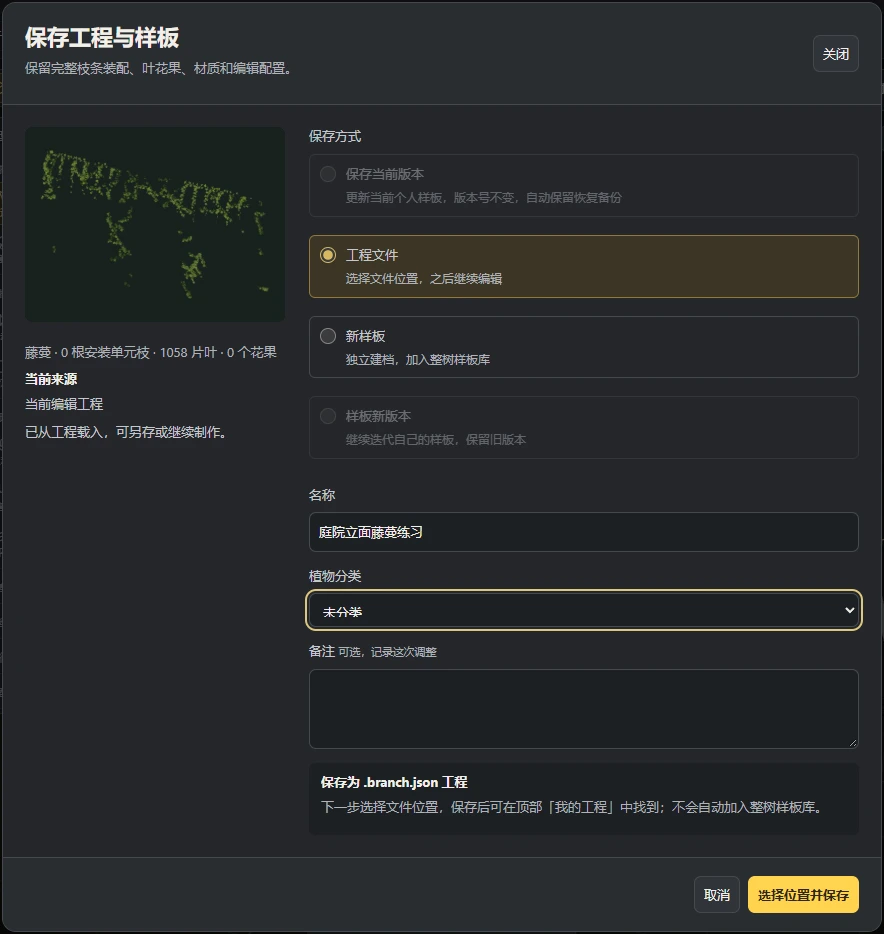 保存工程与样板
保留完整枝条装配、叶花果、材质和编辑配置。
关闭
藤蔓 · 0 根安装单元枝 · 1058 片叶 · 0 个花果
当前来源
当前编辑工程
已从工程载入，可另存或继续制作。
保存方式
保存当前版本
更新当前个人样板，版本号不变，自动保留恢复备份
工程文件
选择文件位置，之后继续编辑
新样板
独立建档，加入整树样板库
样板新版本
继续迭代自己的样板，保留旧版本
名称
庭院立面藤蔓练习
植物分类
未分类
备注 可选，记录这次调整
保存为 .branch.json 工程
下一步选择文件位置，保存后可在顶部「我的工程」中找到；不会自动加入整树样板库。
取消
选择位置并保存